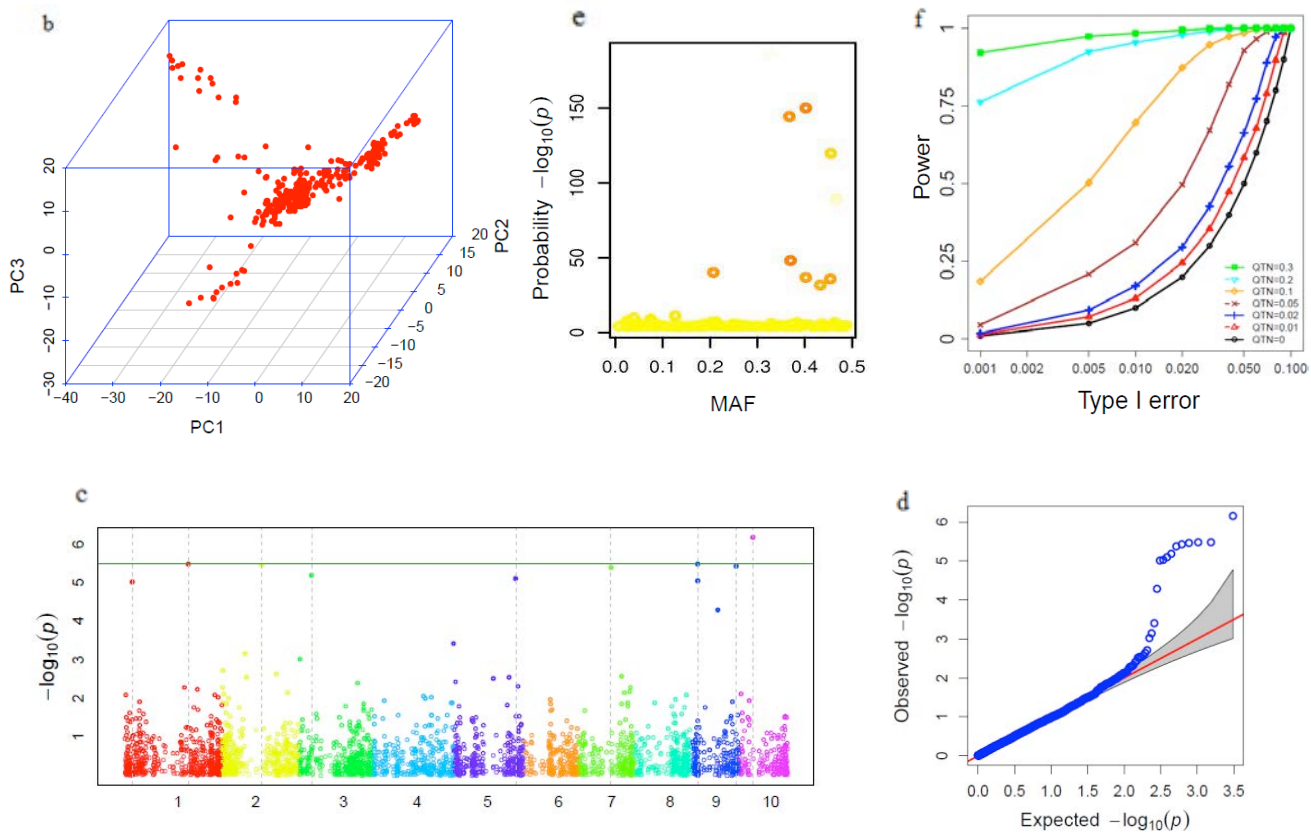 b
20
10
0
−10
−20
−30
PC3
−40
−30
−20
−10
0
10
20
PC1
−20
−15
−10
−5
0
5
10
15
20
PC2
e
150
100
50
0
Probability −log10(p)
0.0 0.1 0.2 0.3 0.4 0.5
MAF
f
1
0.75
0.5
0.25
0
Power
QTN=0.3
QTN=0.2
QTN=0.1
QTN=0.05
QTN=0.02
QTN=0.01
QTN=0
0.001 0.002 0.005 0.010 0.020 0.050 0.100
Type I error
c
6
5
4
3
2
1
−log10(p)
1 2 3 4 5 6 7 8 9 10
d
6
5
4
3
2
1
0
Observed −log10(p)
0.0 0.5 1.0 1.5 2.0 2.5 3.0 3.5
Expected −log10(p)